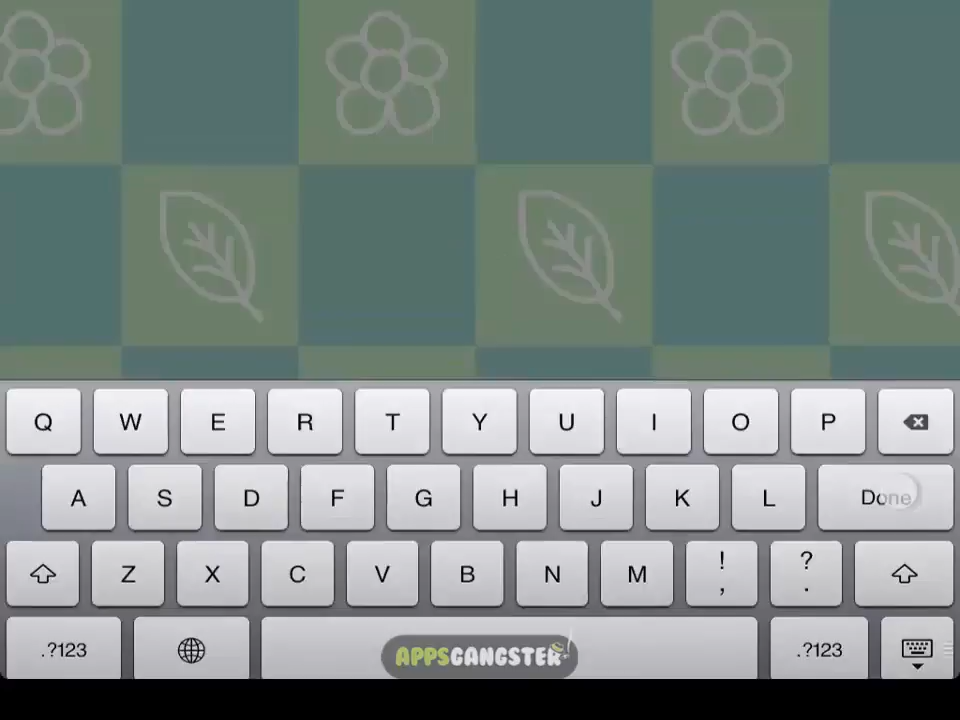 Q W E R T Y U I O P
A S D F G H J K L Done
Z X C V B N M ! , ? .
.?123 APPSGANGSTER .?123